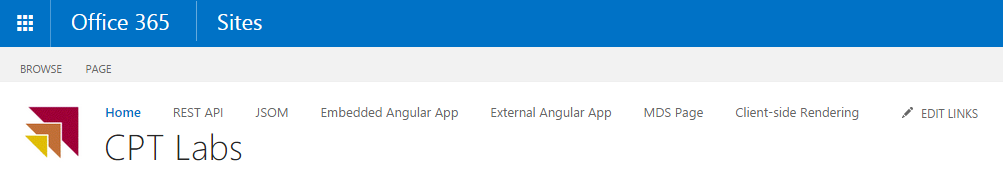 Office 365 Sites
BROWSE PAGE
Home REST API JSOM Embedded Angular App External Angular App MDS Page Client-side Rendering EDIT LINKS
CPT Labs